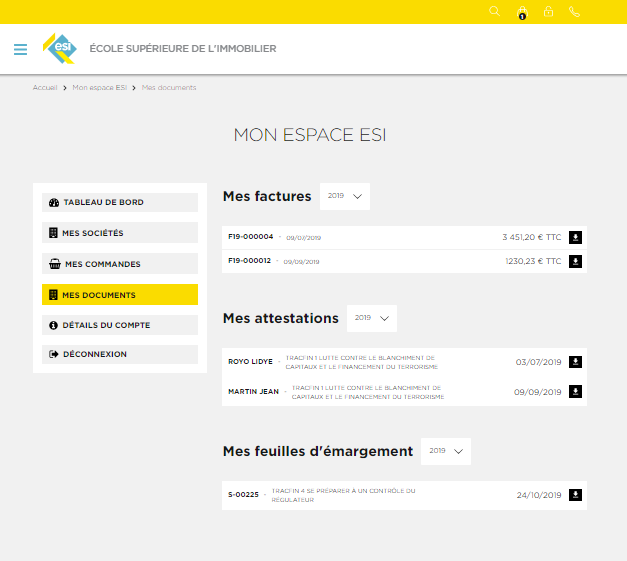 1
esi
ÉCOLE SUPÉRIEURE DE L'IMMOBILIER
Accueil > Mon espace ESI > Mes documents
MON ESPACE ESI
TABLEAU DE BORD
MES SOCIÉTÉS
MES COMMANDES
MES DOCUMENTS
DÉTAILS DU COMPTE
DÉCONNEXION
Mes factures 2019
F19-000004 - 09/07/2019 3 451,20 € TTC
F19-000012 - 09/09/2019 1230,23 € TTC
Mes attestations 2019
ROYO LIDYE - TRACFIN 1 LUTTE CONTRE LE BLANCHIMENT DE
CAPITAUX ET LE FINANCEMENT DU TERRORISME 03/07/2019
MARTIN JEAN - TRACFIN 1 LUTTE CONTRE LE BLANCHIMENT DE
CAPITAUX ET LE FINANCEMENT DU TERRORISME 09/09/2019
Mes feuilles d'émargement 2019
S-00225 - TRACFIN 4 SE PRÉPARER À UN CONTRÔLE DU
RÉGULATEUR 24/10/2019